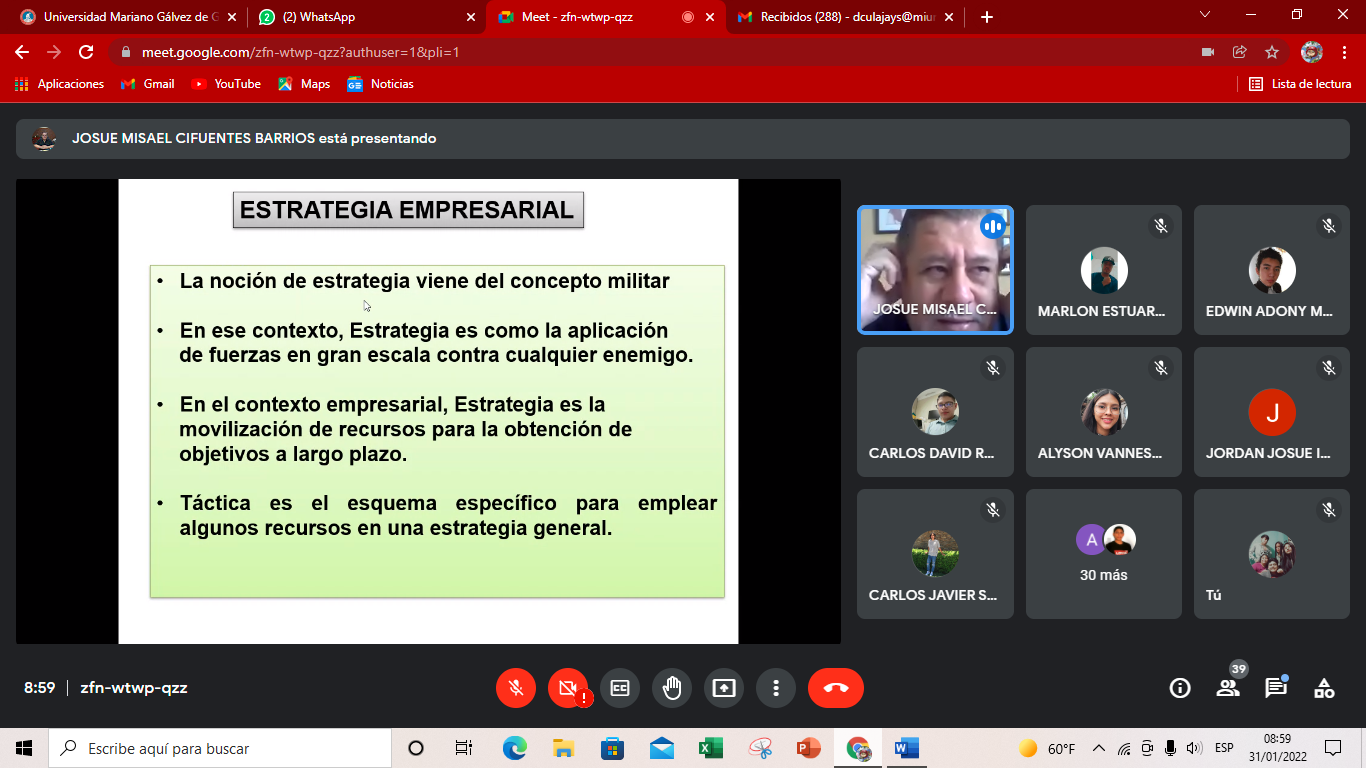 Universidad Mariano Gálvez de G
(2) WhatsApp
Meet - zfn-wtwp-qzz
Recibidos (288) - dculajays@miu
meet.google.com/zfn-wtwp-qzz?authuser=1&pli=1
Aplicaciones
Gmail
YouTube
Maps
Noticias
Lista de lectura
JOSUE MISAEL CIFUENTES BARRIOS está presentando
ESTRATEGIA EMPRESARIAL
• La noción de estrategia viene del concepto militar
• En ese contexto, Estrategia es como la aplicación
de fuerzas en gran escala contra cualquier enemigo.
• En el contexto empresarial, Estrategia es la
movilización de recursos para la obtención de
objetivos a largo plazo.
• Táctica es el esquema específico para emplear
algunos recursos en una estrategia general.
JOSUE MISAEL C...
MARLON ESTUAR...
EDWIN ADONY M...
CARLOS DAVID R...
ALYSON VANNES...
J
JORDAN JOSUE I...
CARLOS JAVIER S...
A
30 más
Tú
8:59 | zfn-wtwp-qzz
39
Escribe aquí para buscar
60°F
ESP
08:59
31/01/2022